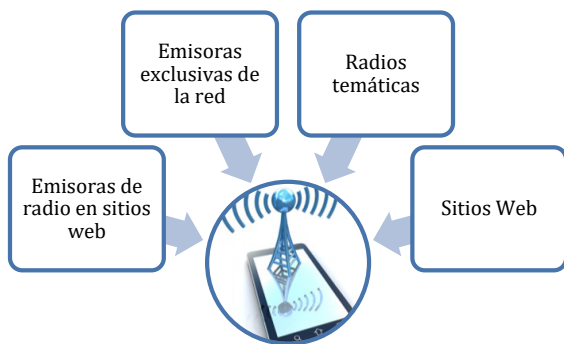 Emisoras
exclusivas de
la red
Radios
temáticas
Emisoras de
radio en sitios
web
Sitios Web